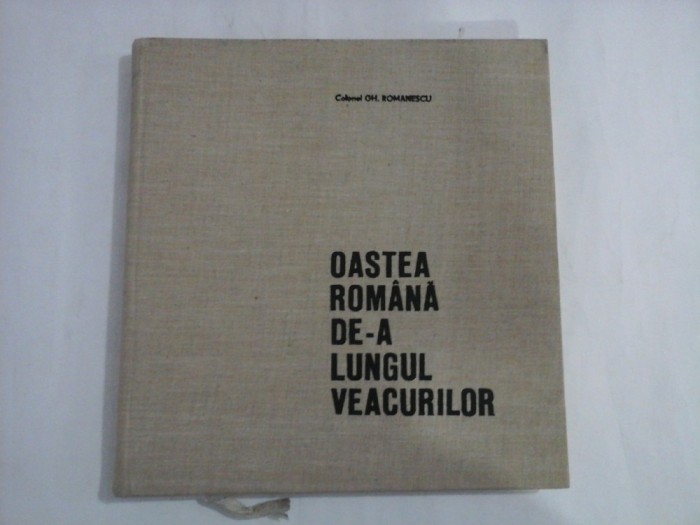 Colonel GH. ROMANESCU
OASTEA
ROMÂNĂ
DE-A
LUNGUL
VEACURILOR